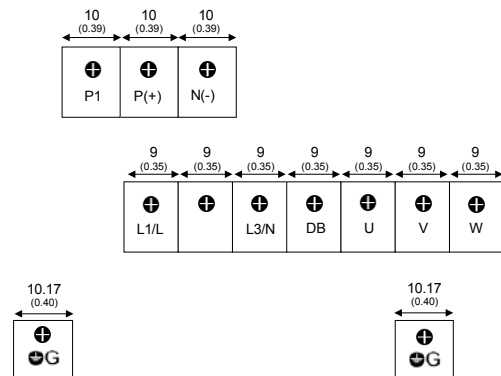 10 10 10
(0.39) (0.39) (0.39)
P1 P(+) N(-)
9 9 9 9 9 9 9
(0.35) (0.35) (0.35) (0.35) (0.35) (0.35) (0.35)
L1/L L3/N DB U V W
10.17 10.17
(0.40) (0.40)
G G